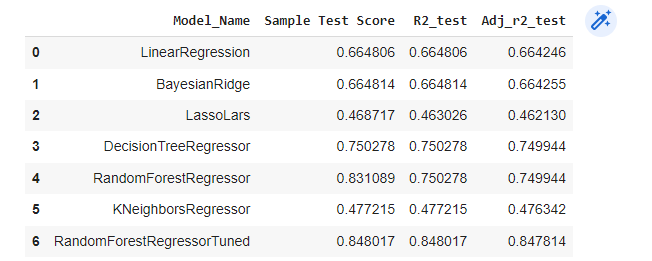 Model_Name Sample Test Score R2_test Adj_r2_test
0 LinearRegression 0.664806 0.664806 0.664246
1 BayesianRidge 0.664814 0.664814 0.664255
2 LassoLars 0.468717 0.463026 0.462130
3 DecisionTreeRegressor 0.750278 0.750278 0.749944
4 RandomForestRegressor 0.831089 0.750278 0.749944
5 KNeighborsRegressor 0.477215 0.477215 0.476342
6 RandomForestRegressorTuned 0.848017 0.848017 0.847814